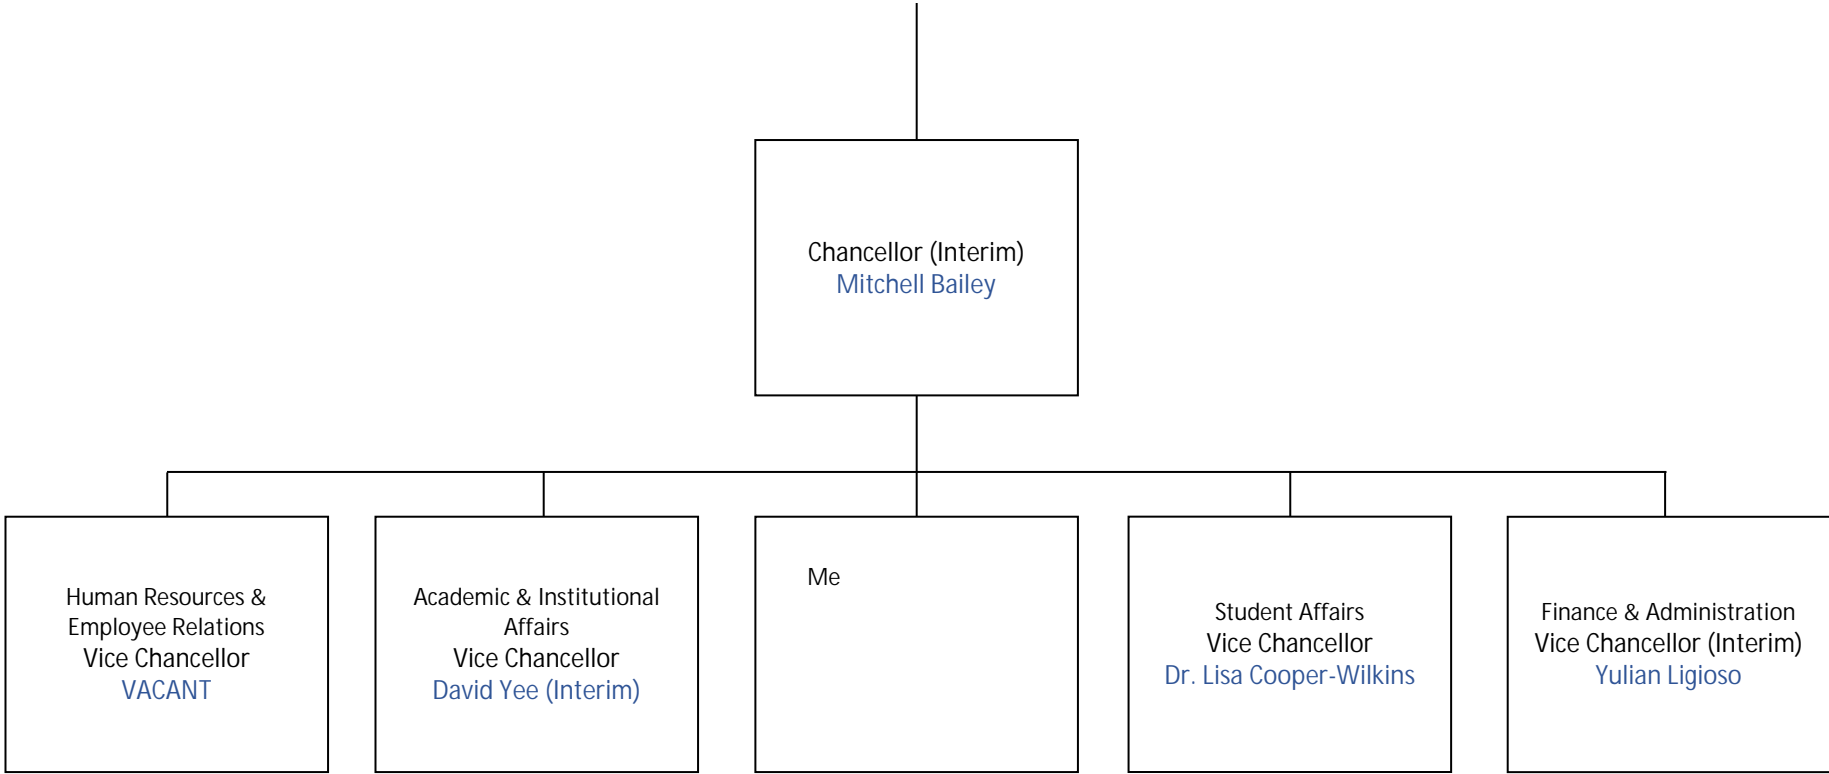 Chancellor (Interim)
Mitchell Bailey
Human Resources &
Employee Relations
Vice Chancellor
VACANT
Academic & Institutional
Affairs
Vice Chancellor
David Yee (Interim)
Me
Student Affairs
Vice Chancellor
Dr. Lisa Cooper-Wilkins
Finance & Administration
Vice Chancellor (Interim)
Yulian Ligioso